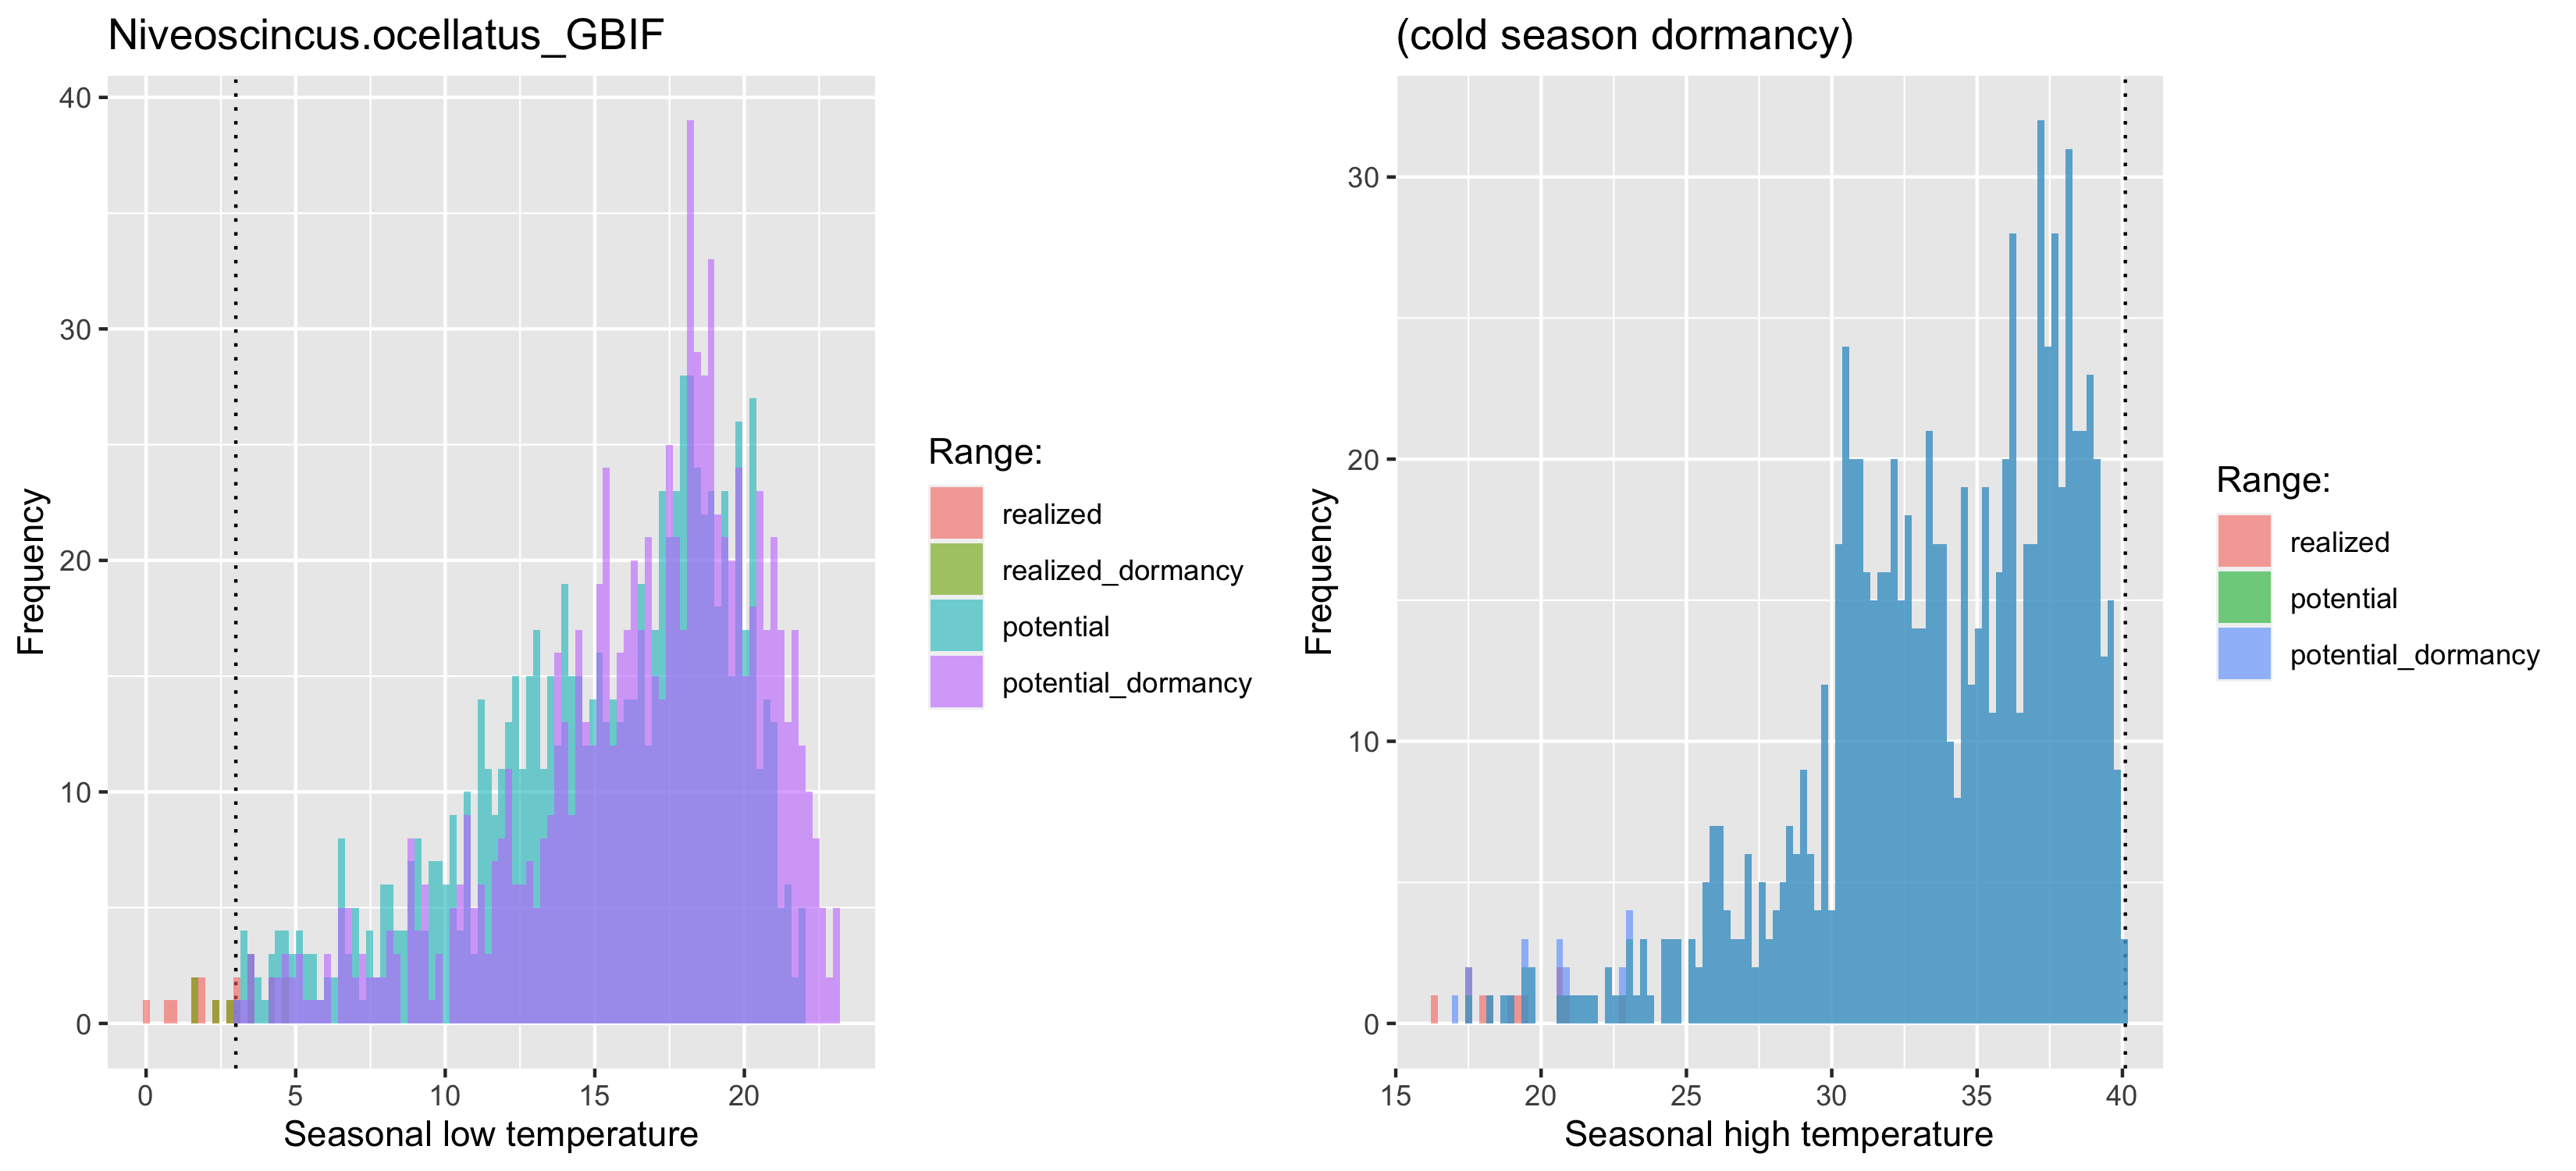 Niveoscincus.ocellatus_GBIF
40
30
20
10
0
Frequency
0 5 10 15 20
Seasonal low temperature
Range:
realized
realized_dormancy
potential
potential_dormancy
(cold season dormancy)
30
20
10
0
Frequency
15 20 25 30 35 40
Seasonal high temperature
Range:
realized
potential
potential_dormancy